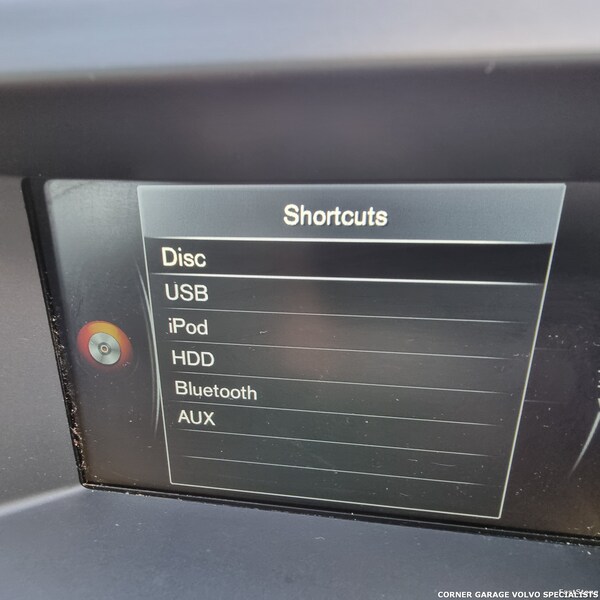 Shortcuts
Disc
USB
iPod
HDD
Bluetooth
AUX
CORNER GARAGE VOLVO SPECIALISTS